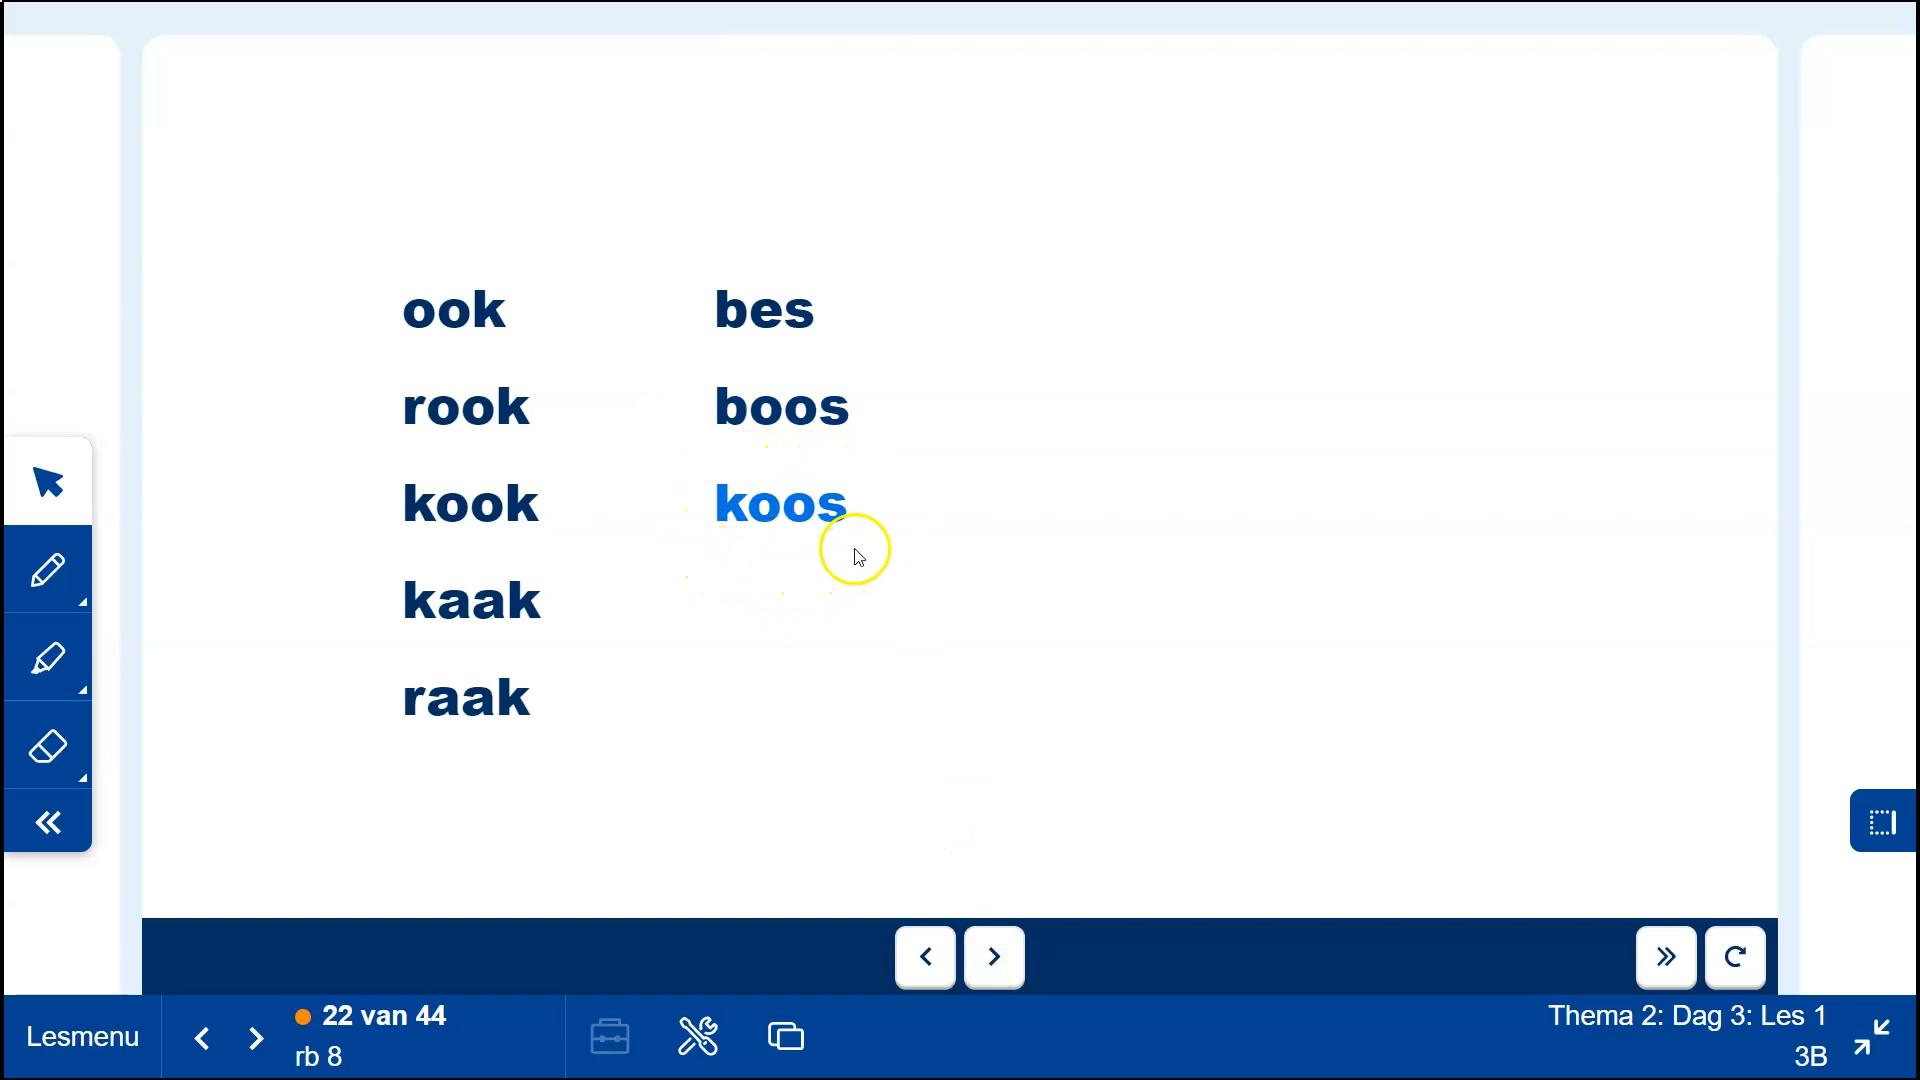 ook
rook
kook
kaak
raak
bes
boos
koos
Lesmenu
22 van 44
rb 8
Thema 2: Dag 3: Les 1
3B